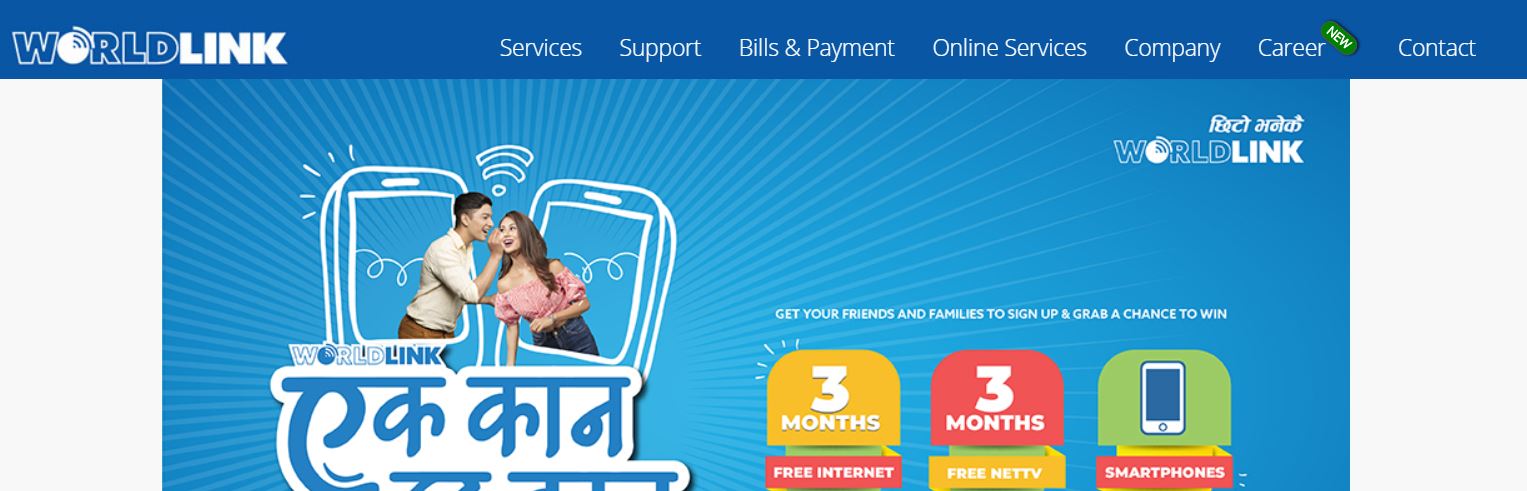 WORLDLINK
Services Support Bills & Payment Online Services Company Career NEW Contact
छिटो भनेकै
WORLDLINK
GET YOUR FRIENDS AND FAMILIES TO SIGN UP & GRAB A CHANCE TO WIN
WORLDLINK
एक कान
3 MONTHS
FREE INTERNET
3 MONTHS
FREE NETTV
SMARTPHONES